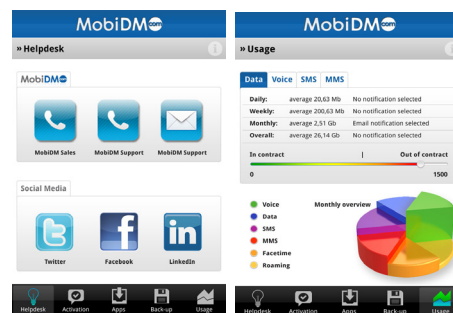 MobiDM.com
» Helpdesk
MobiDM
MobiDM Sales MobiDM Support MobiDM Support
Social Media
Twitter Facebook LinkedIn
Helpdesk Activation Apps Back-up Usage
MobiDM.com
» Usage
Data Voice SMS MMS
Daily: average 20,63 Mb No notification selected
Weekly: average 200,63 Mb No notification selected
Monthly: average 2,51 Gb Email notification selected
Overall: average 26,14 Gb No notification selected
In contract | Out of contract
0 1500
Voice Monthly overview
Data
SMS
MMS
Facetime
Roaming
Helpdesk Activation Apps Back-up Usage